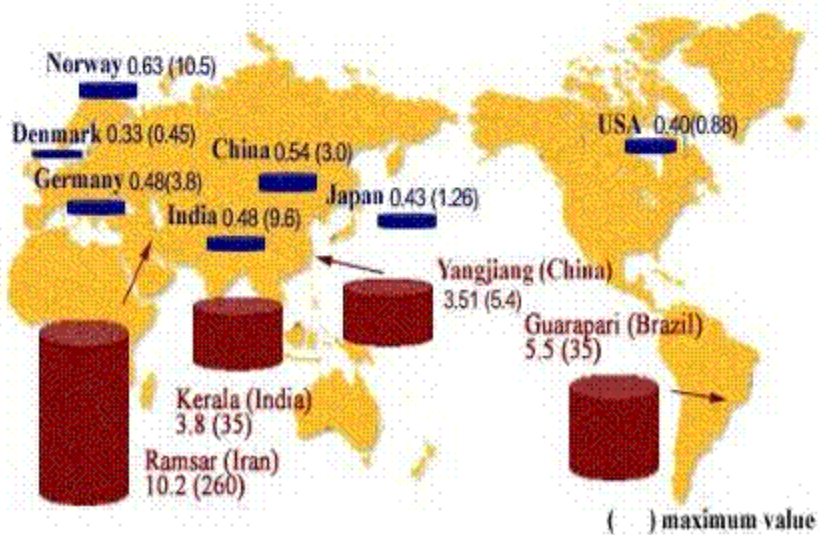 Norway 0.63 (10.5)
Denmark 0.33 (0.45)
China 0.54 (3.0)
USA 0.40(0.88)
Germany 0.48(3.8)
Japan 0.43 (1.26)
India 0.48 (9.6)
Yangjiang (China)
3.51 (5.4)
Guarapari (Brazil)
5.5 (35)
Kerala (India)
3.8 (35)
Ramsar (Iran)
10.2 (260)
( ) maximum value